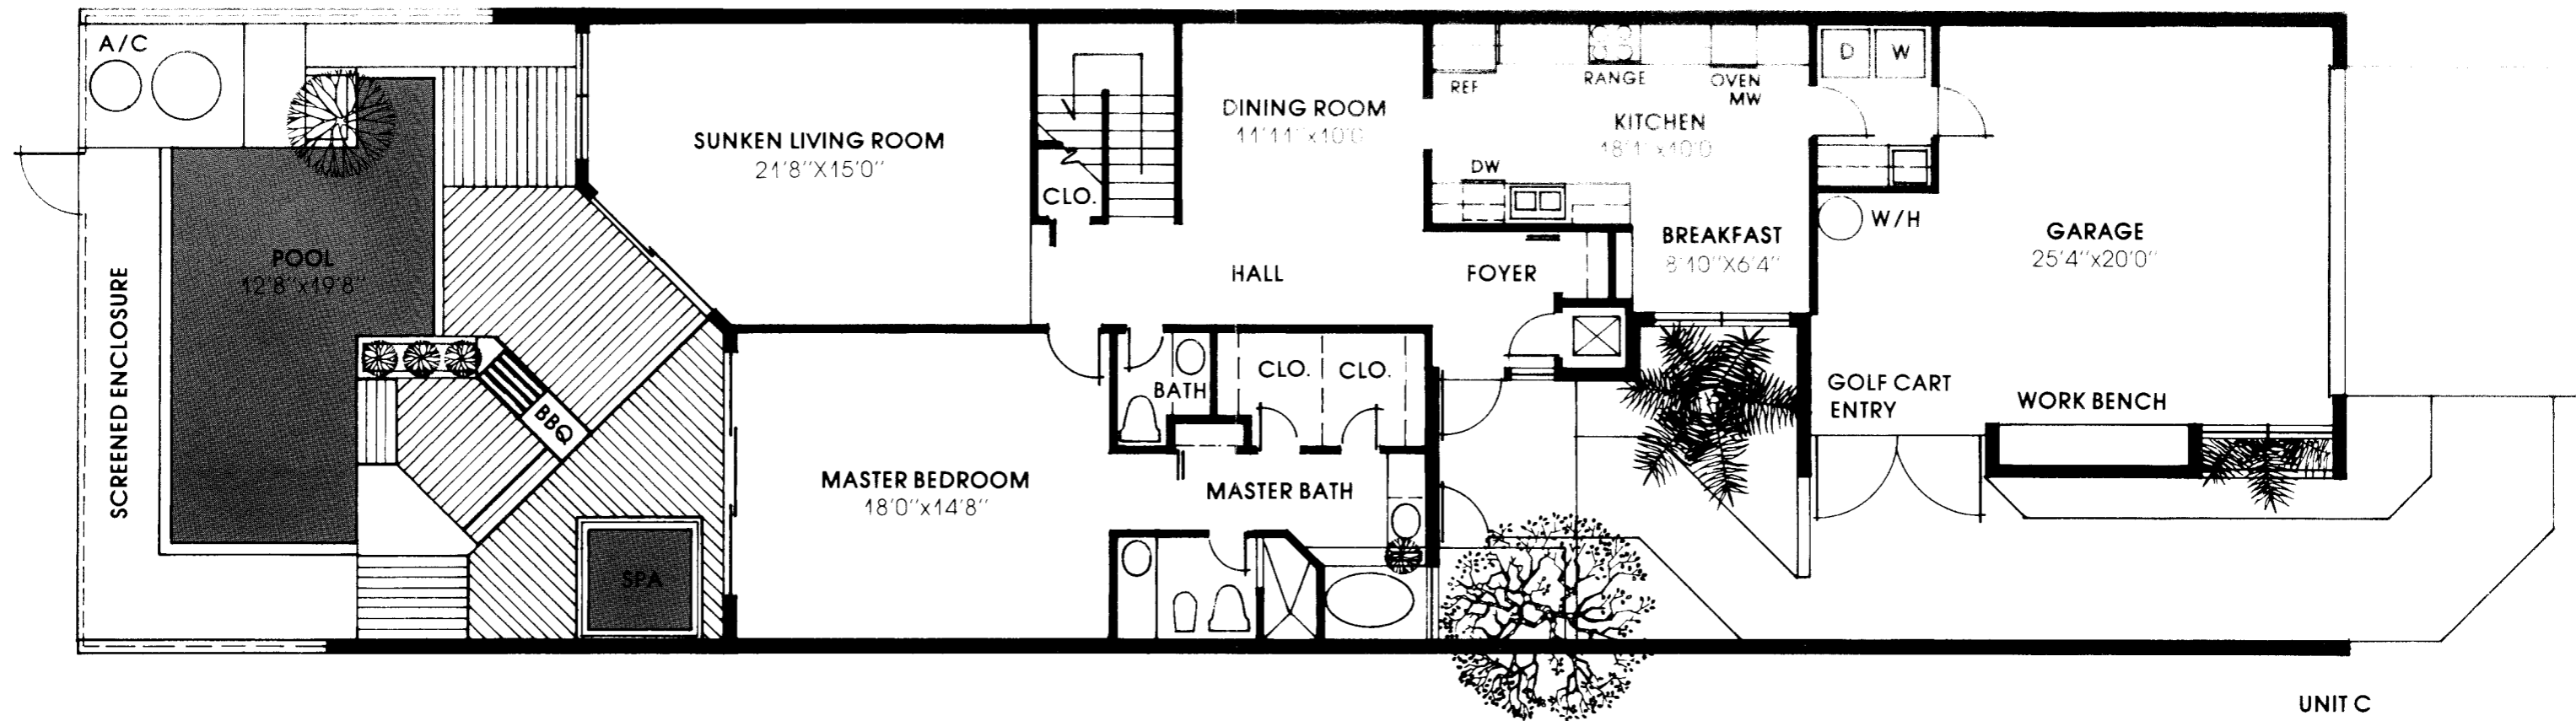 A/C
POOL
12'8"x19'8"
SCREENED ENCLOSURE
BBQ
SPA
SUNKEN LIVING ROOM
21'8"X15'0"
MASTER BEDROOM
18'0"x14'8"
CLO.
HALL
BATH
CLO.
CLO.
MASTER BATH
DINING ROOM
11'11"x10'0
FOYER
REF
RANGE
OVEN
MW
KITCHEN
18'1"x10'0
DW
BREAKFAST
8'10"X6'4"
D
W
W/H
GARAGE
25'4"x20'0"
GOLF CART
ENTRY
WORK BENCH
UNIT C